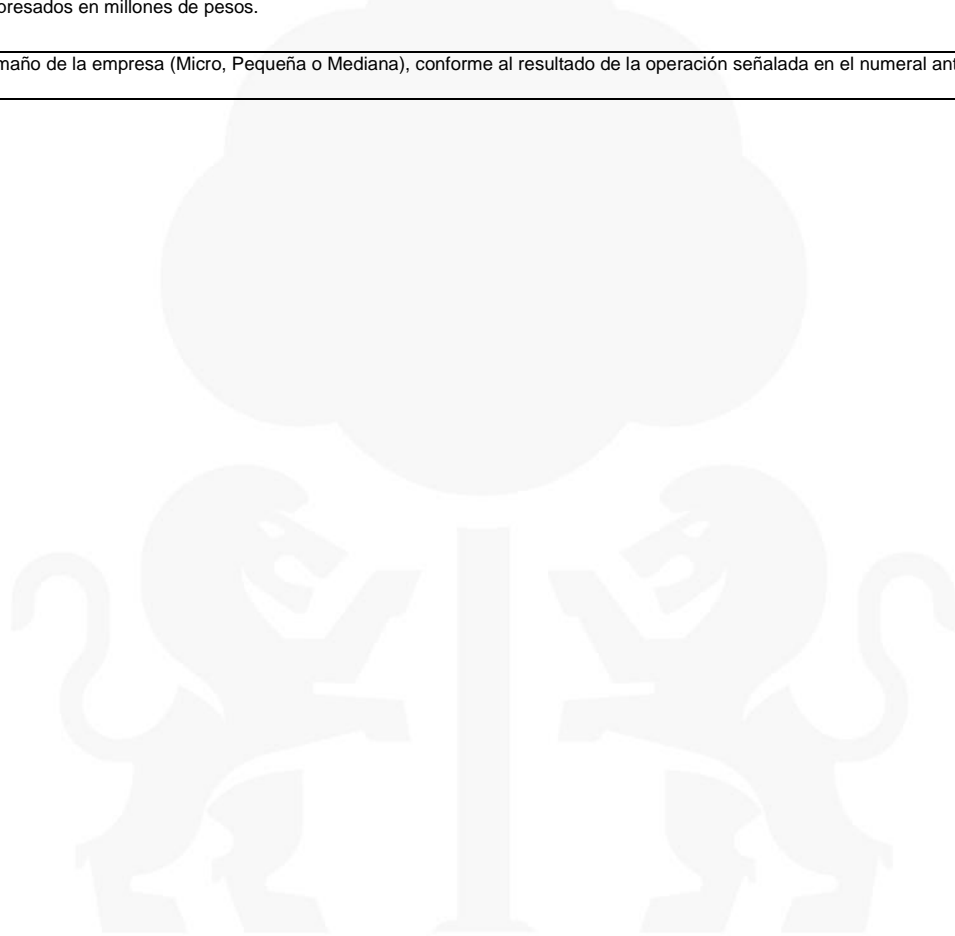 presados en millones de pesos.
maño de la empresa (Micro, Pequeña o Mediana), conforme al resultado de la operación señalada en el numeral ant